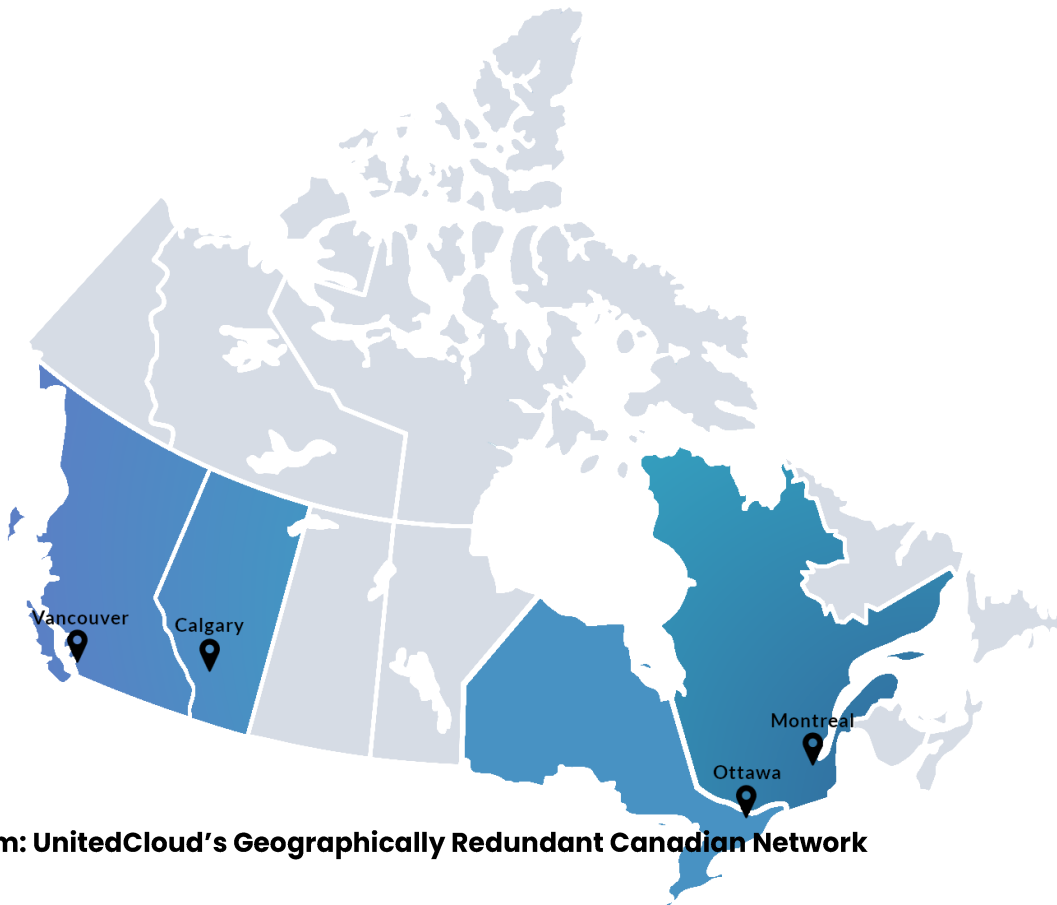 Vancouver
Calgary
Montreal
Ottawa
m: UnitedCloud’s Geographically Redundant Canadian Network